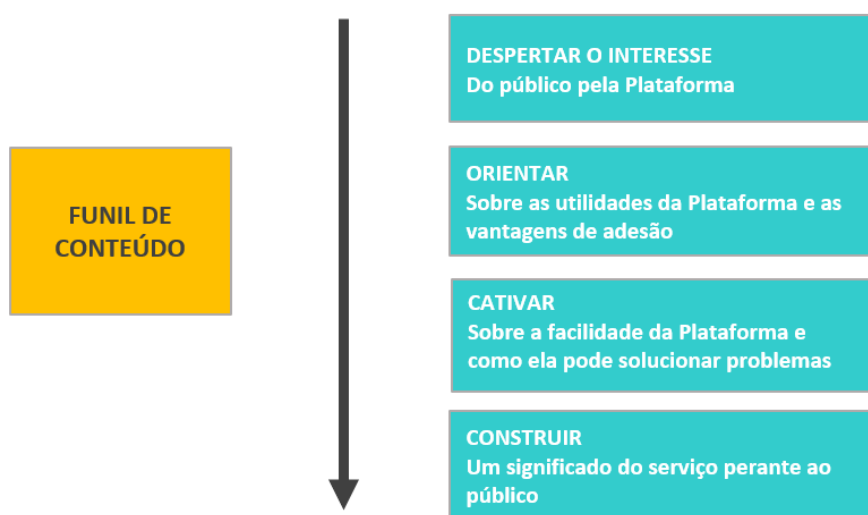 FUNIL DE
CONTEÚDO
DESPERTAR O INTERESSE
Do público pela Plataforma
ORIENTAR
Sobre as utilidades da Plataforma e as
vantagens de adesão
CATIVAR
Sobre a facilidade da Plataforma e
como ela pode solucionar problemas
CONSTRUIR
Um significado do serviço perante ao
público